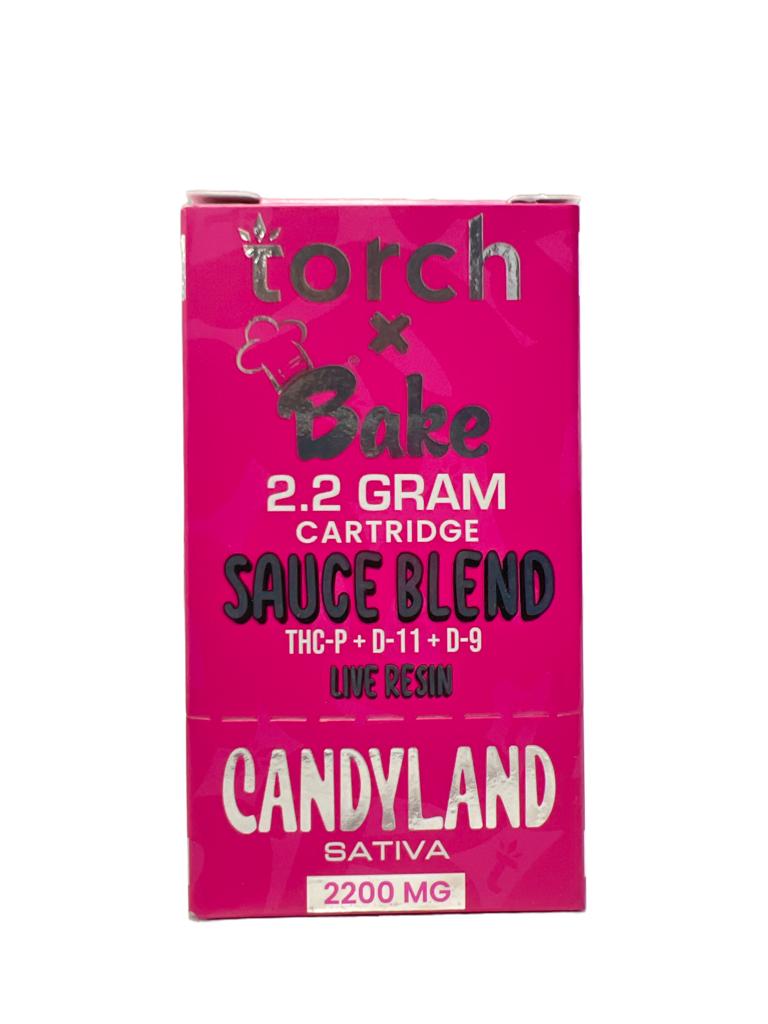 torch
x
Bake®
2.2 GRAM
CARTRIDGE
SAUCE BLEND
THC-P + D-11 + D-9
LIVE RESIN
CANDYLAND
SATIVA
2200 MG